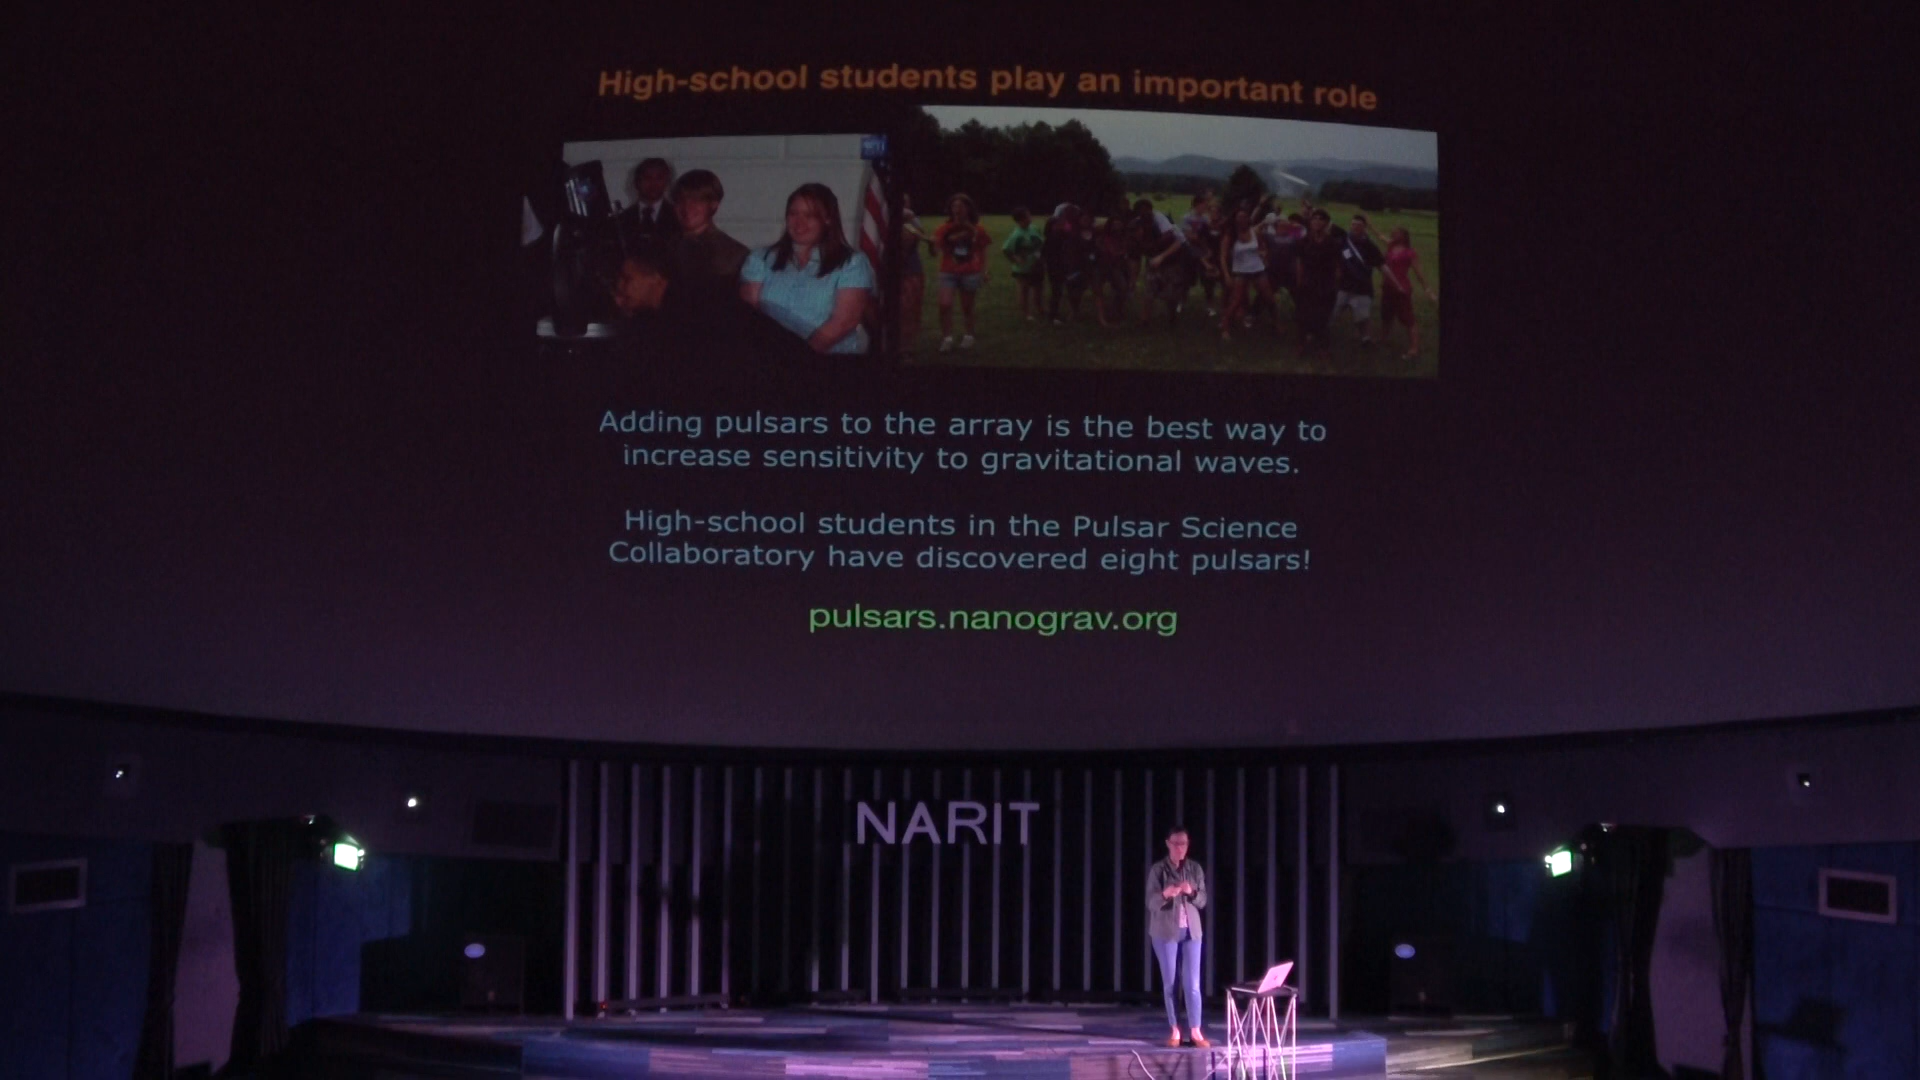 High-school students play an important role
Adding pulsars to the array is the best way to
increase sensitivity to gravitational waves.
High-school students in the Pulsar Science
Collaboratory have discovered eight pulsars!
pulsars.nanograv.org
NARIT